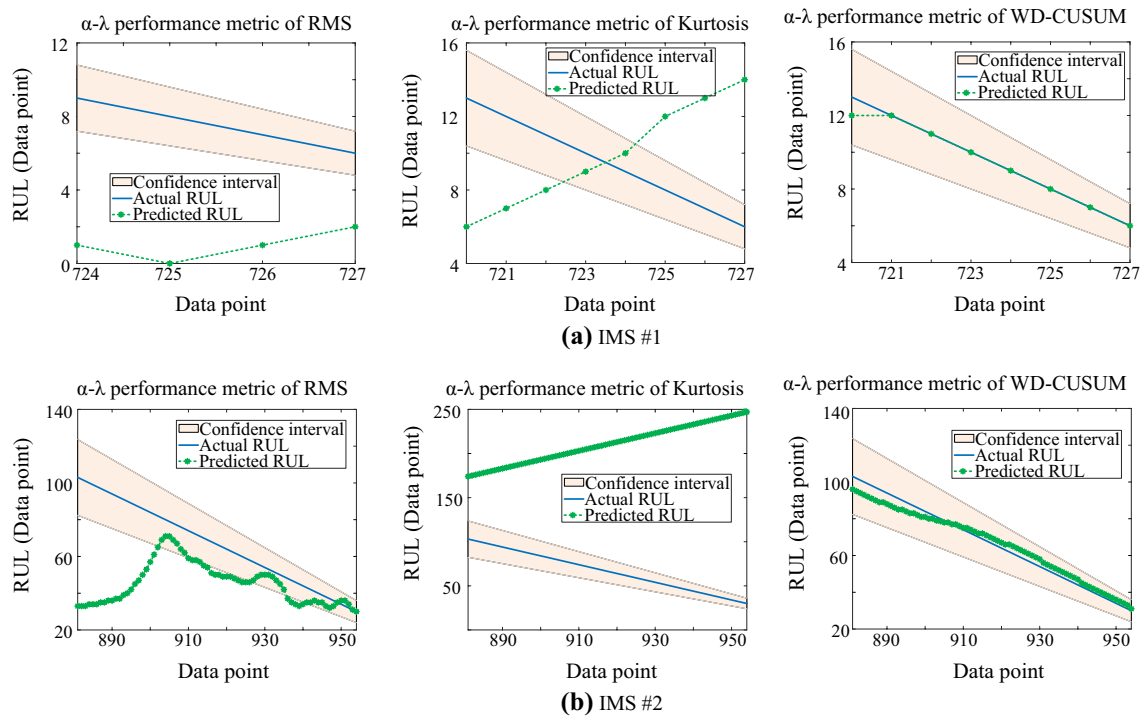 α-λ performance metric of RMS
12
8
4
0
RUL (Data point)
Confidence interval
Actual RUL
Predicted RUL
724
725
726
727
Data point
α-λ performance metric of Kurtosis
16
12
8
4
RUL (Data point)
Confidence interval
Actual RUL
Predicted RUL
721
723
725
727
Data point
α-λ performance metric of WD-CUSUM
16
12
8
4
RUL (Data point)
Confidence interval
Actual RUL
Predicted RUL
721
723
725
727
Data point
(a) IMS #1
α-λ performance metric of RMS
140
100
60
20
RUL (Data point)
Confidence interval
Actual RUL
Predicted RUL
890
910
930
950
Data point
α-λ performance metric of Kurtosis
250
150
50
RUL (Data point)
Confidence interval
Actual RUL
Predicted RUL
890
910
930
950
Data point
α-λ performance metric of WD-CUSUM
140
100
60
20
RUL (Data point)
Confidence interval
Actual RUL
Predicted RUL
890
910
930
950
Data point
(b) IMS #2